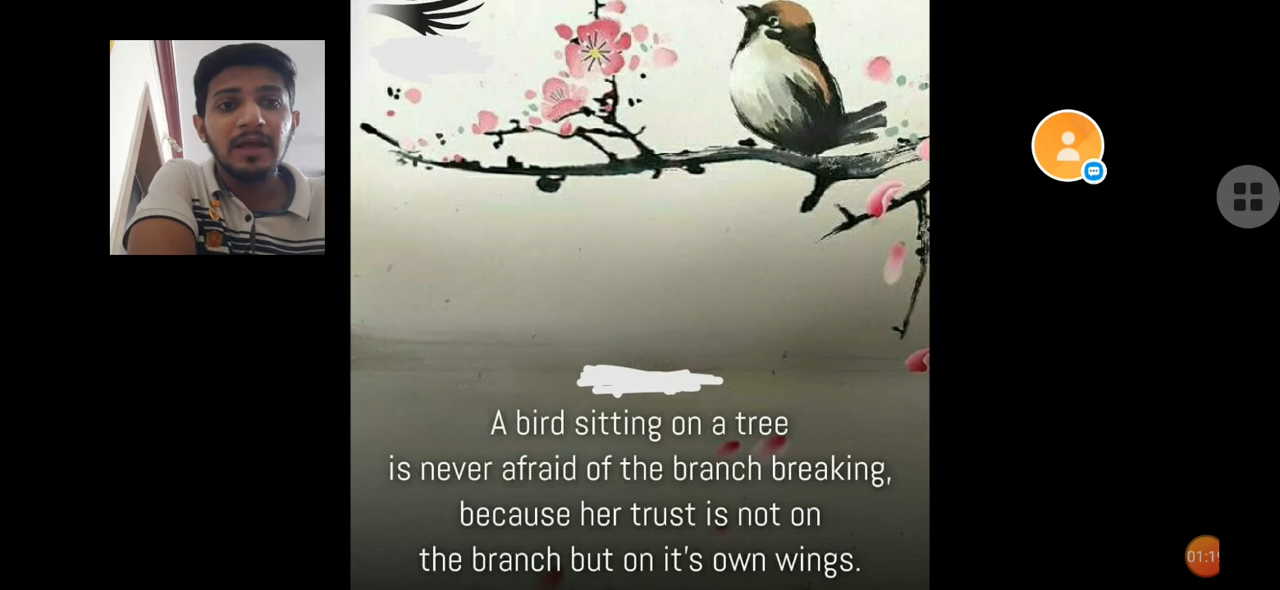 A bird sitting on a tree
is never afraid of the branch breaking,
because her trust is not on
the branch but on it's own wings.